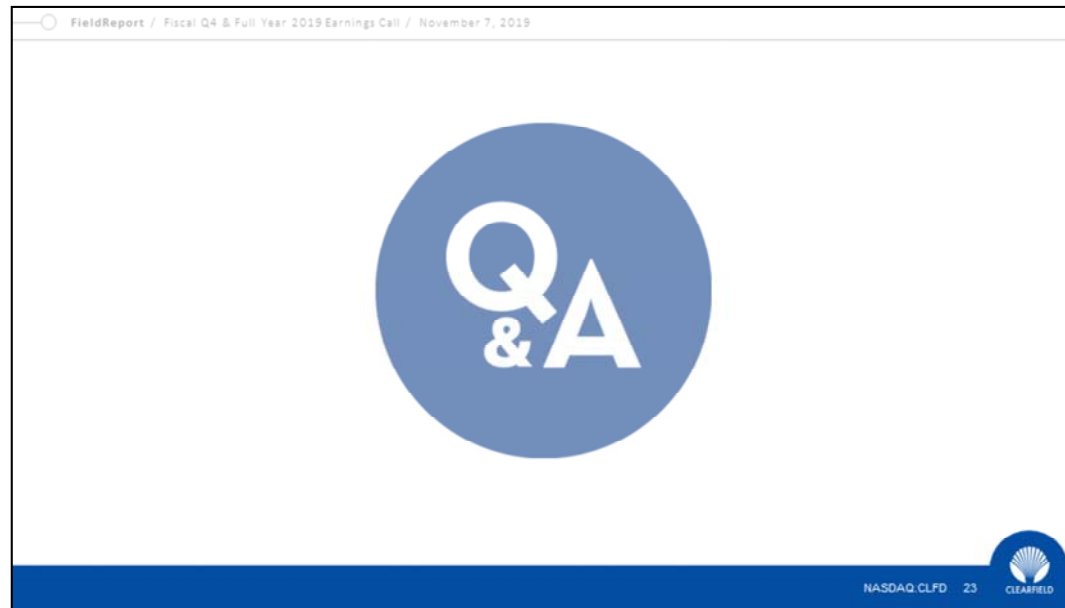 FieldReport / Fiscal Q4 & Full Year 2019 Earnings Call / November 7, 2019
Q
&A
NASDAQ:CLFD 23
CLEARFIELD